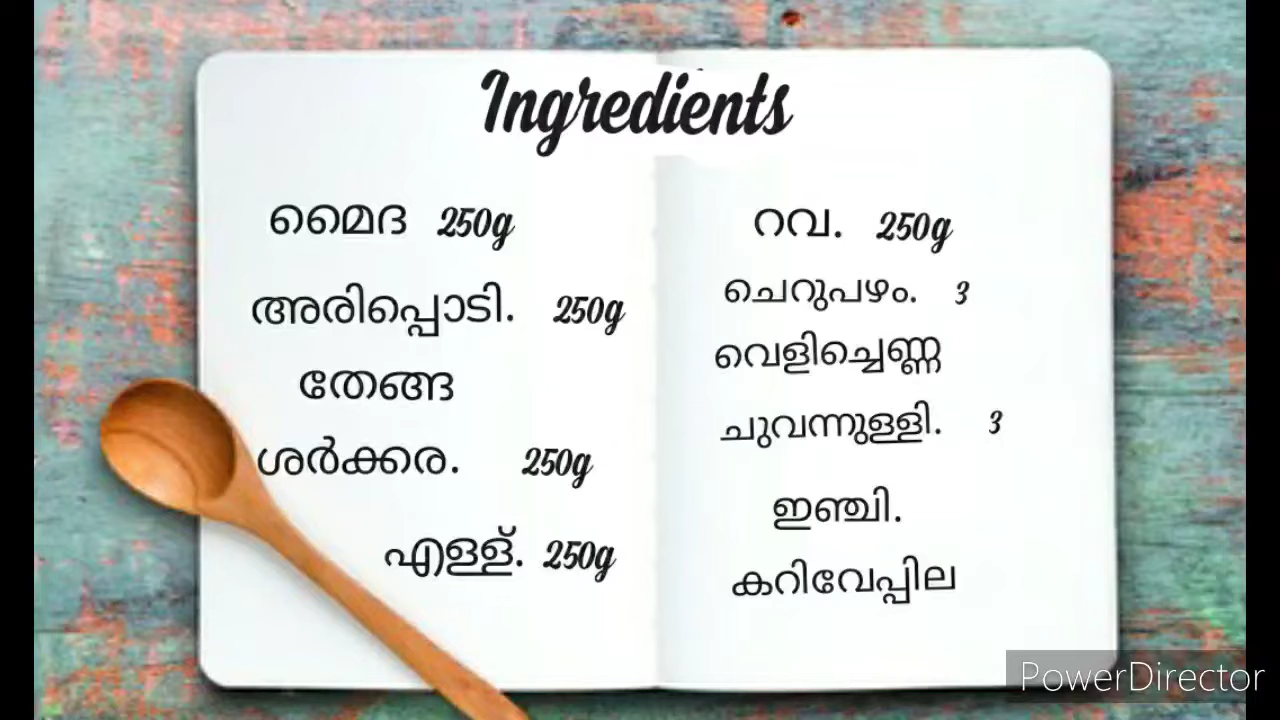 Ingredients
മൈദ 250g
അരിപ്പൊടി. 250g
തേങ്ങ
ശർക്കര. 250g
എള്ള്. 250g
റവ. 250g
ചെറുപഴം. 3
വെളിച്ചെണ്ണ
ചുവന്നുള്ളി. 3
ഇഞ്ചി.
കറിവേപ്പില
PowerDirector